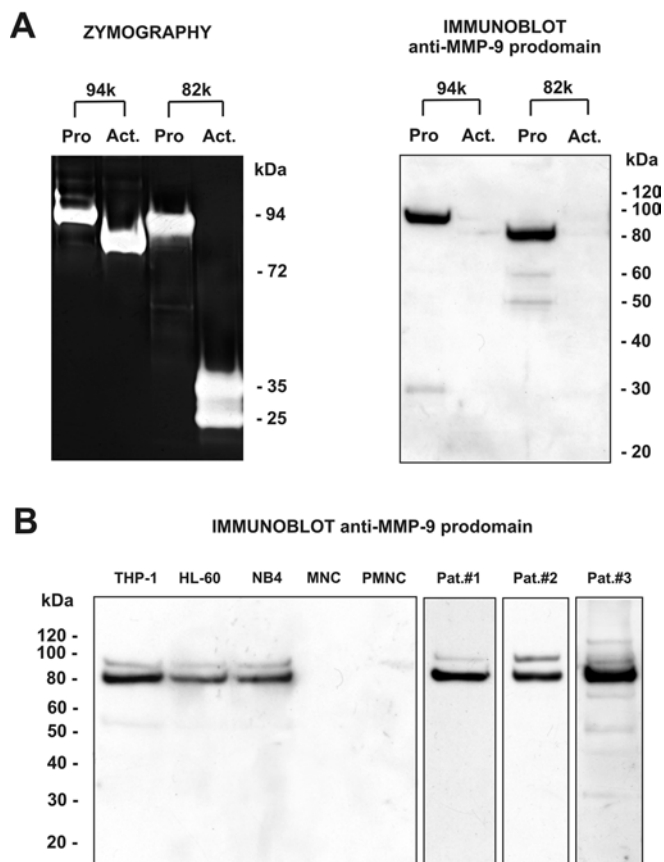 A
ZYMOGRAPHY
94k 82k
Pro Act. Pro Act.
kDa
- 94
- 72
- 35
- 25
IMMUNOBLOT
anti-MMP-9 prodomain
94k 82k
Pro Act. Pro Act.
kDa
- 120
- 100
- 80
- 60
- 50
- 40
- 30
- 20
B
IMMUNOBLOT anti-MMP-9 prodomain
THP-1 HL-60 NB4 MNC PMNC Pat.#1 Pat.#2 Pat.#3
kDa
120 -
100 -
80 -
60 -
50 -
40 -
30 -
20 -